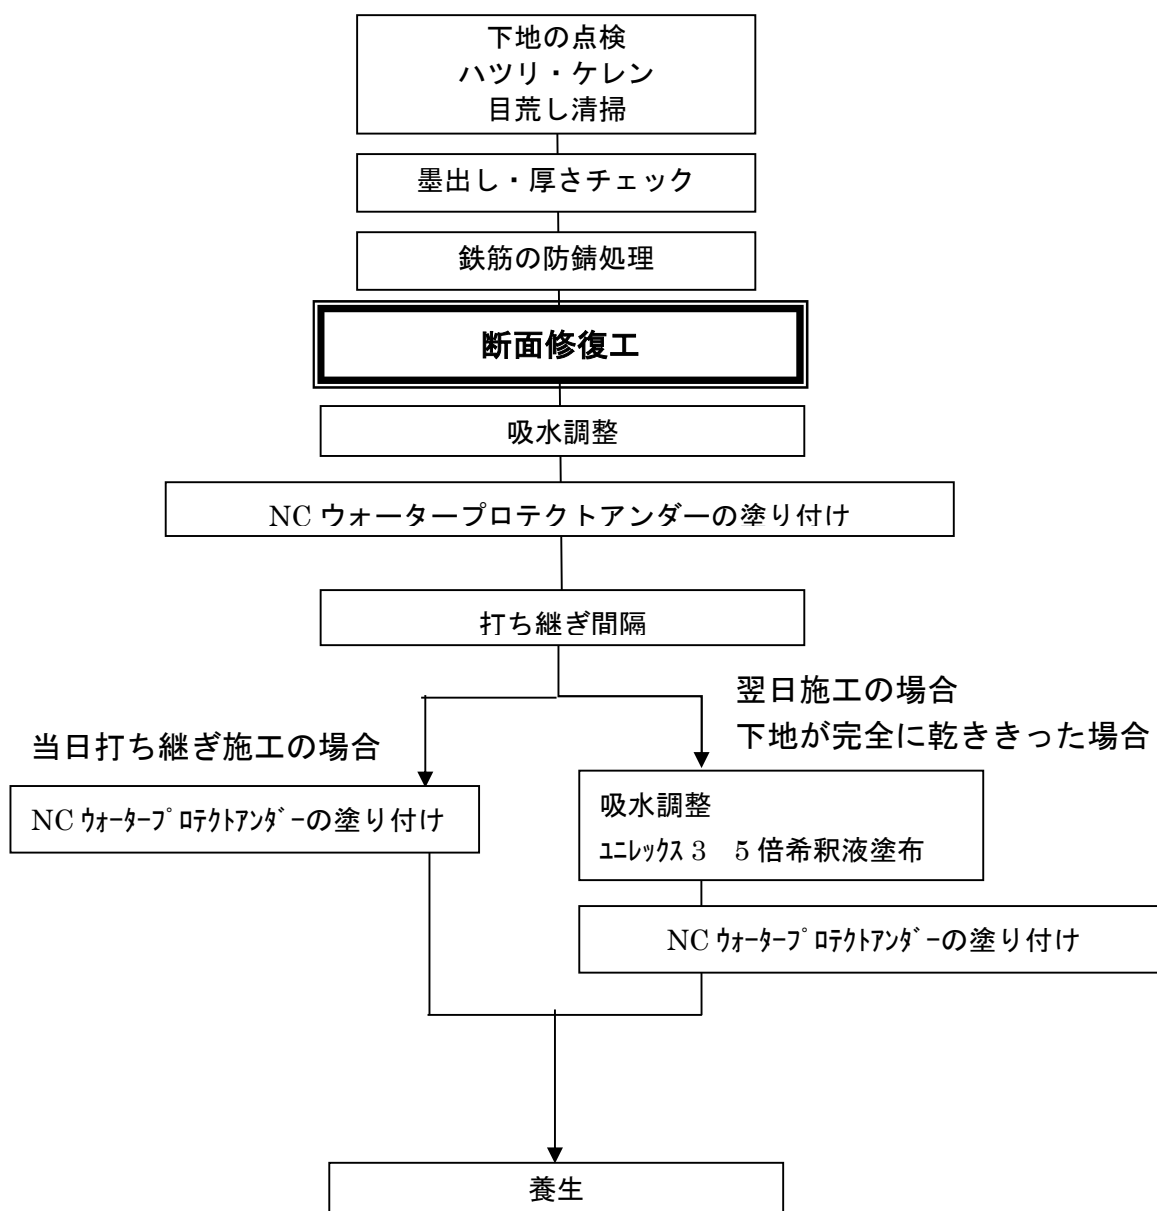 下地の点検
ハツリ・ケレン
目荒し清掃
墨出し・厚さチェック
鉄筋の防錆処理
断面修復工
吸水調整
NC ウォータープロテクトアンダーの塗り付け
打ち継ぎ間隔
翌日施工の場合
下地が完全に乾ききった場合
当日打ち継ぎ施工の場合
NC ｳｫｰﾀｰﾌﾟﾛﾃｸﾄｱﾝﾀﾞｰの塗り付け
吸水調整
ﾕﾆﾚｯｸｽ 3　5 倍希釈液塗布
NC ｳｫｰﾀｰﾌﾟﾛﾃｸﾄｱﾝﾀﾞｰの塗り付け
養生